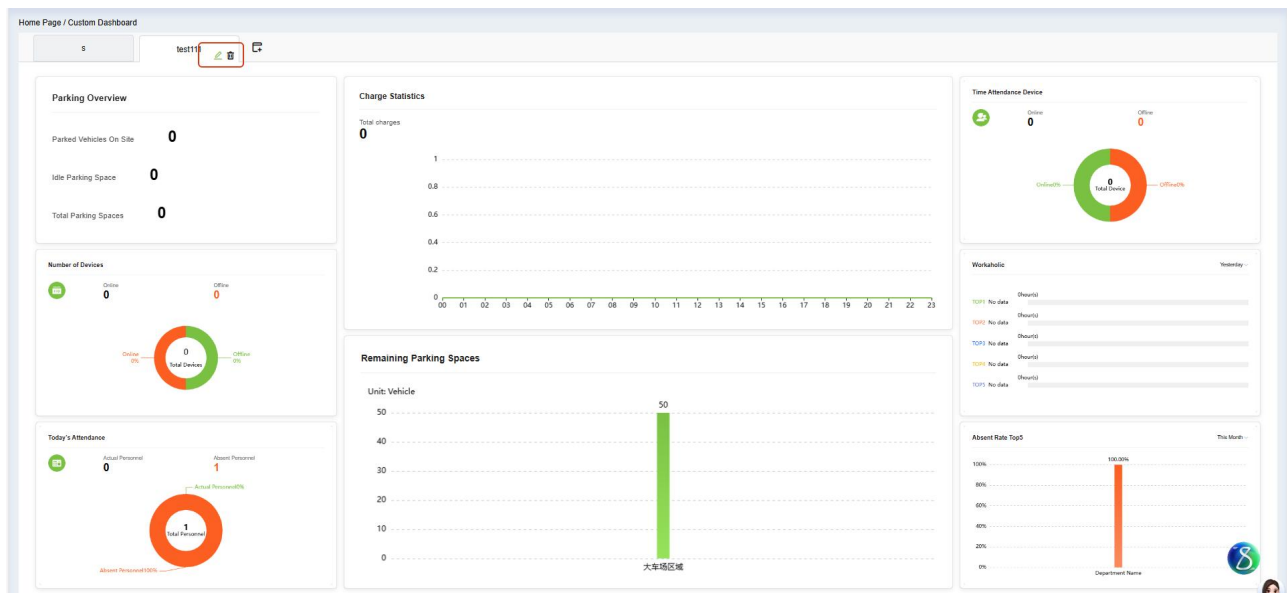 Home Page / Custom Dashboard
s
test111
Parking Overview
Parked Vehicles On Site 0
Idle Parking Space 0
Total Parking Spaces 0
Number of Devices
Online Offline
0 0
Online 0%
0 Total Devices
Offline 0%
Today's Attendance
Actual Personnel Absent Personnel
0 1
Actual Personnel0%
1
Total Personnel
Absent Personnel100%
Charge Statistics
Total charges
0
1
0.8
0.6
0.4
0.2
0
00 01 02 03 04 05 06 07 08 09 10 11 12 13 14 15 16 17 18 19 20 21 22 23
Remaining Parking Spaces
Unit: Vehicle
50
50
40
30
20
10
0
大车场区域
Time Attendance Device
Online Offline
0 0
Online0%
0
Total Device
Offline0%
Workaholic Yesterday
0hour(s)
TOP1 No data
0hour(s)
TOP2 No data
0hour(s)
TOP3 No data
0hour(s)
TOP4 No data
0hour(s)
TOP5 No data
Absent Rate Top5 This Month
100.00%
100%
80%
60%
40%
20%
0%
Department Name